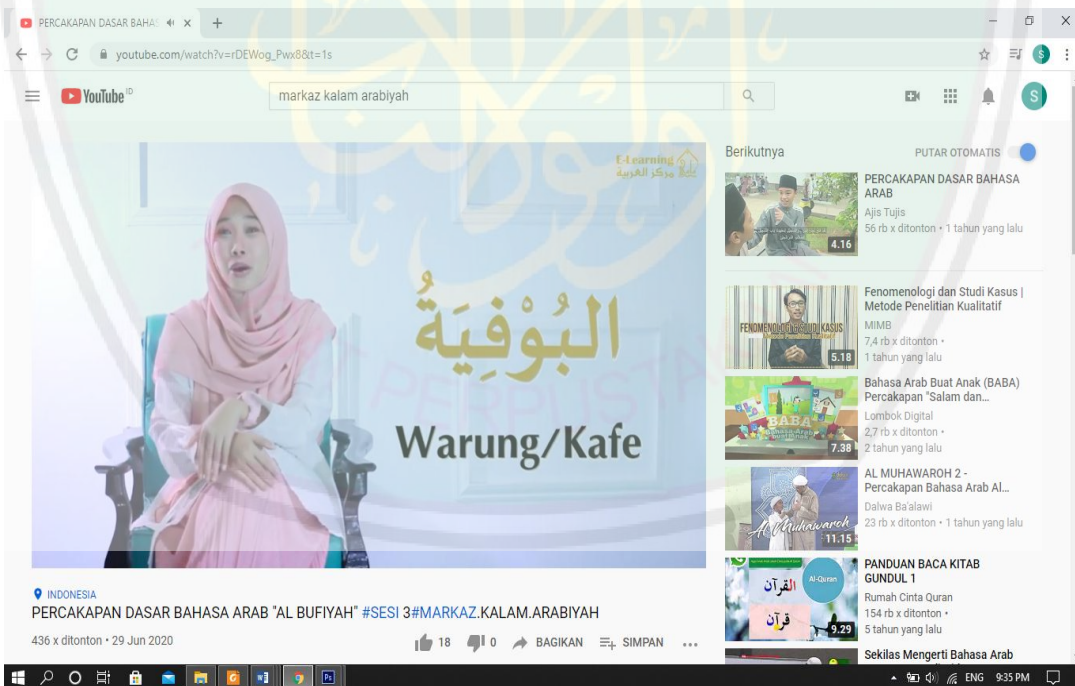 PERCAKAPAN DASAR BAHAS
youtube.com/watch?v=rDEWog_Pwx8&t=1s
S
YouTube ID
markaz kalam arabiyah
S
E-Learning
مركز العربية
البُوْفِيَةُ
Warung/Kafe
INDONESIA
PERCAKAPAN DASAR BAHASA ARAB "AL BUFIYAH" #SESI 3#MARKAZ.KALAM.ARABIYAH
436 x ditonton • 29 Jun 2020
18
0
BAGIKAN
SIMPAN
Berikutnya
PUTAR OTOMATIS
4.16
PERCAKAPAN DASAR BAHASA
ARAB
Ajis Tujis
56 rb x ditonton • 1 tahun yang lalu
FENOMENOLOGI & STUDI KASUS
5.18
Fenomenologi dan Studi Kasus |
Metode Penelitian Kualitatif
MIMB
7,4 rb x ditonton •
1 tahun yang lalu
BABA
7.38
Bahasa Arab Buat Anak (BABA)
Percakapan "Salam dan...
Lombok Digital
2,7 rb x ditonton •
2 tahun yang lalu
Al Muhawaroh
11.15
AL MUHAWAROH 2 -
Percakapan Bahasa Arab Al...
Dalwa Ba'alawi
23 rb x ditonton • 1 tahun yang lalu
القرآن
Al-Quran
قرآن
9.29
PANDUAN BACA KITAB
GUNDUL 1
Rumah Cinta Quran
154 rb x ditonton •
5 tahun yang lalu
Sekilas Mengerti Bahasa Arab
ENG
9:35 PM